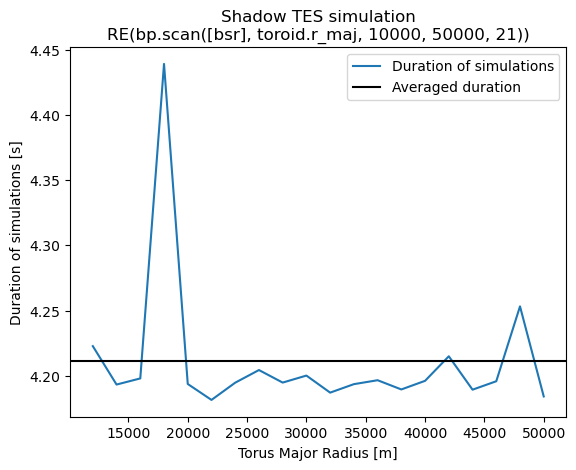 Shadow TES simulation
RE(bp.scan([bsr], toroid.r_maj, 10000, 50000, 21))
Duration of simulations
Averaged duration
Duration of simulations [s]
4.45
4.40
4.35
4.30
4.25
4.20
15000 20000 25000 30000 35000 40000 45000 50000
Torus Major Radius [m]